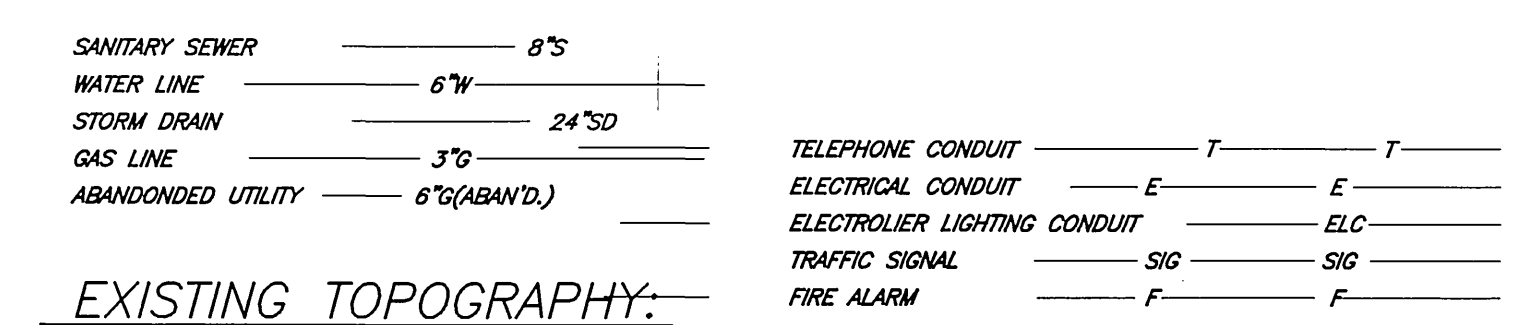 SANITARY SEWER 8"S
WATER LINE 6"W
STORM DRAIN 24"SD
GAS LINE 3"G
ABANDONDED UTILITY 6"G(ABAN'D.)
EXISTING TOPOGRAPHY:
TELEPHONE CONDUIT T T
ELECTRICAL CONDUIT E E
ELECTROLIER LIGHTING CONDUIT ELC
TRAFFIC SIGNAL SIG SIG
FIRE ALARM F F